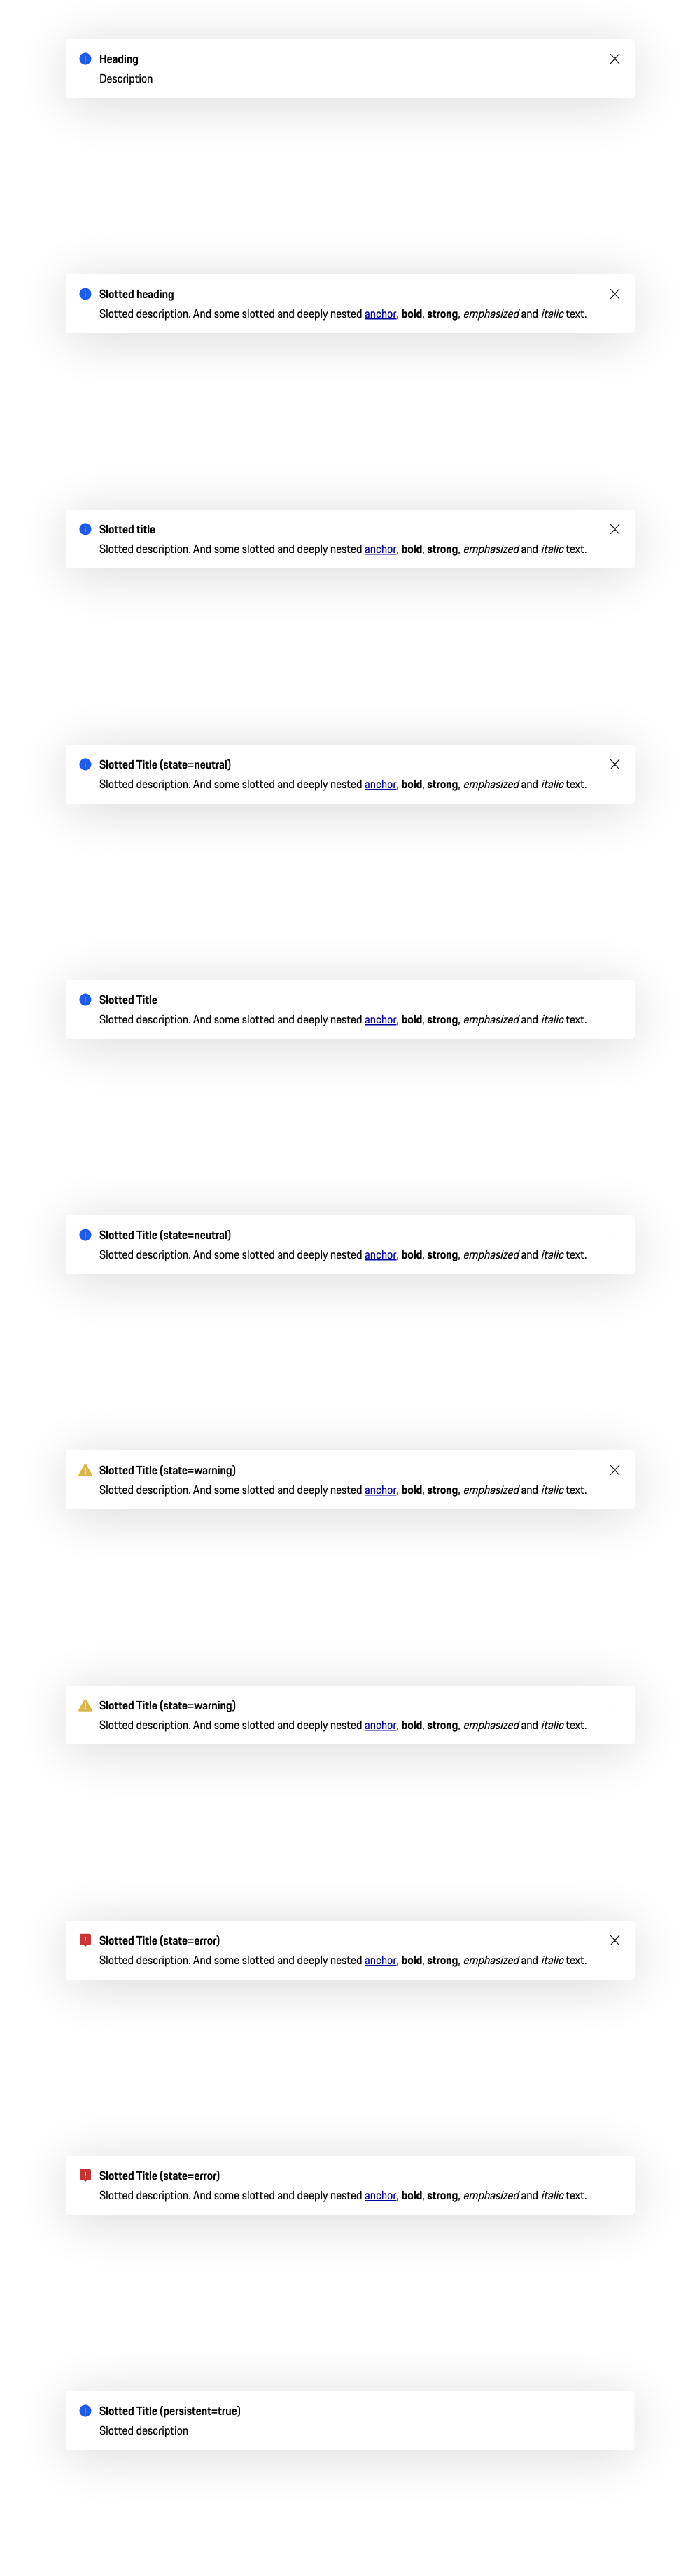 Heading
Description
Slotted heading
Slotted description. And some slotted and deeply nested anchor, bold, strong, emphasized and italic text.
Slotted title
Slotted description. And some slotted and deeply nested anchor, bold, strong, emphasized and italic text.
Slotted Title (state=neutral)
Slotted description. And some slotted and deeply nested anchor, bold, strong, emphasized and italic text.
Slotted Title
Slotted description. And some slotted and deeply nested anchor, bold, strong, emphasized and italic text.
Slotted Title (state=neutral)
Slotted description. And some slotted and deeply nested anchor, bold, strong, emphasized and italic text.
Slotted Title (state=warning)
Slotted description. And some slotted and deeply nested anchor, bold, strong, emphasized and italic text.
Slotted Title (state=warning)
Slotted description. And some slotted and deeply nested anchor, bold, strong, emphasized and italic text.
Slotted Title (state=error)
Slotted description. And some slotted and deeply nested anchor, bold, strong, emphasized and italic text.
Slotted Title (state=error)
Slotted description. And some slotted and deeply nested anchor, bold, strong, emphasized and italic text.
Slotted Title (persistent=true)
Slotted description